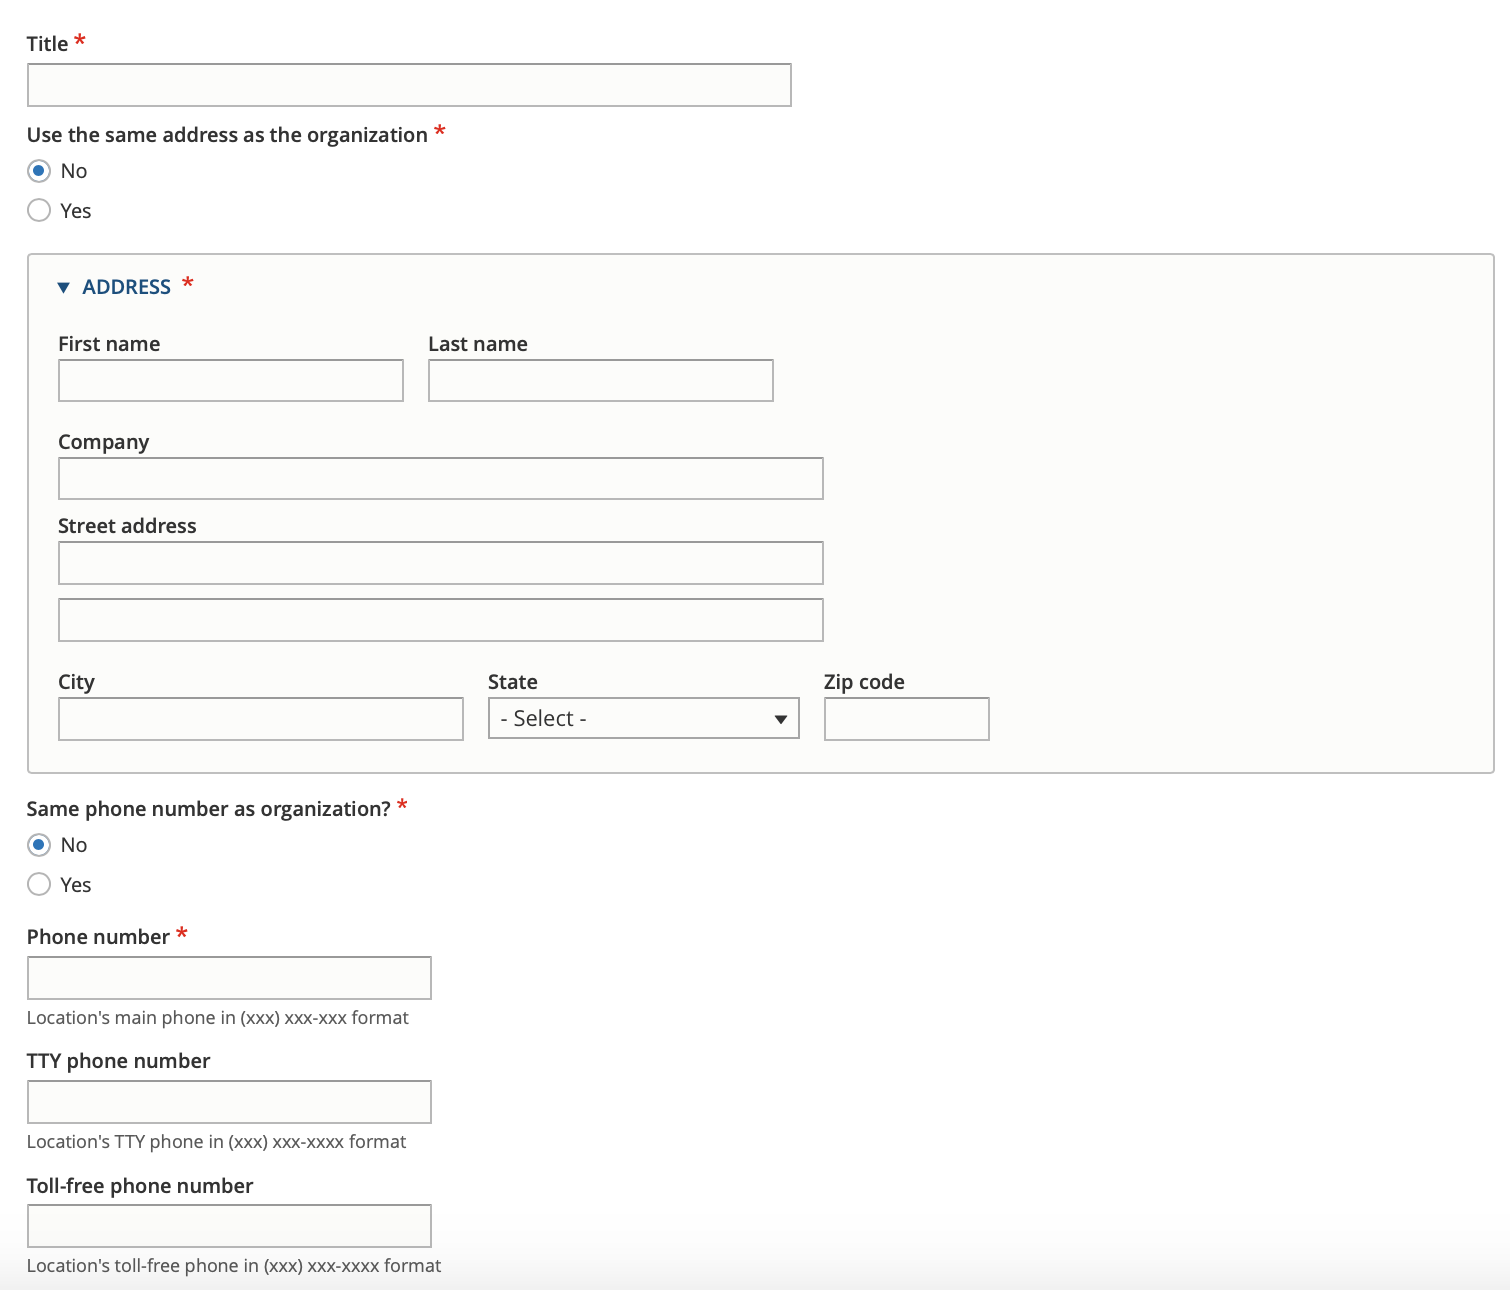 Title *
Use the same address as the organization *
No
Yes
ADDRESS *
First name Last name
Company
Street address
City State Zip code
- Select -
Same phone number as organization? *
No
Yes
Phone number *
Location's main phone in (xxx) xxx-xxx format
TTY phone number
Location's TTY phone in (xxx) xxx-xxxx format
Toll-free phone number
Location's toll-free phone in (xxx) xxx-xxxx format